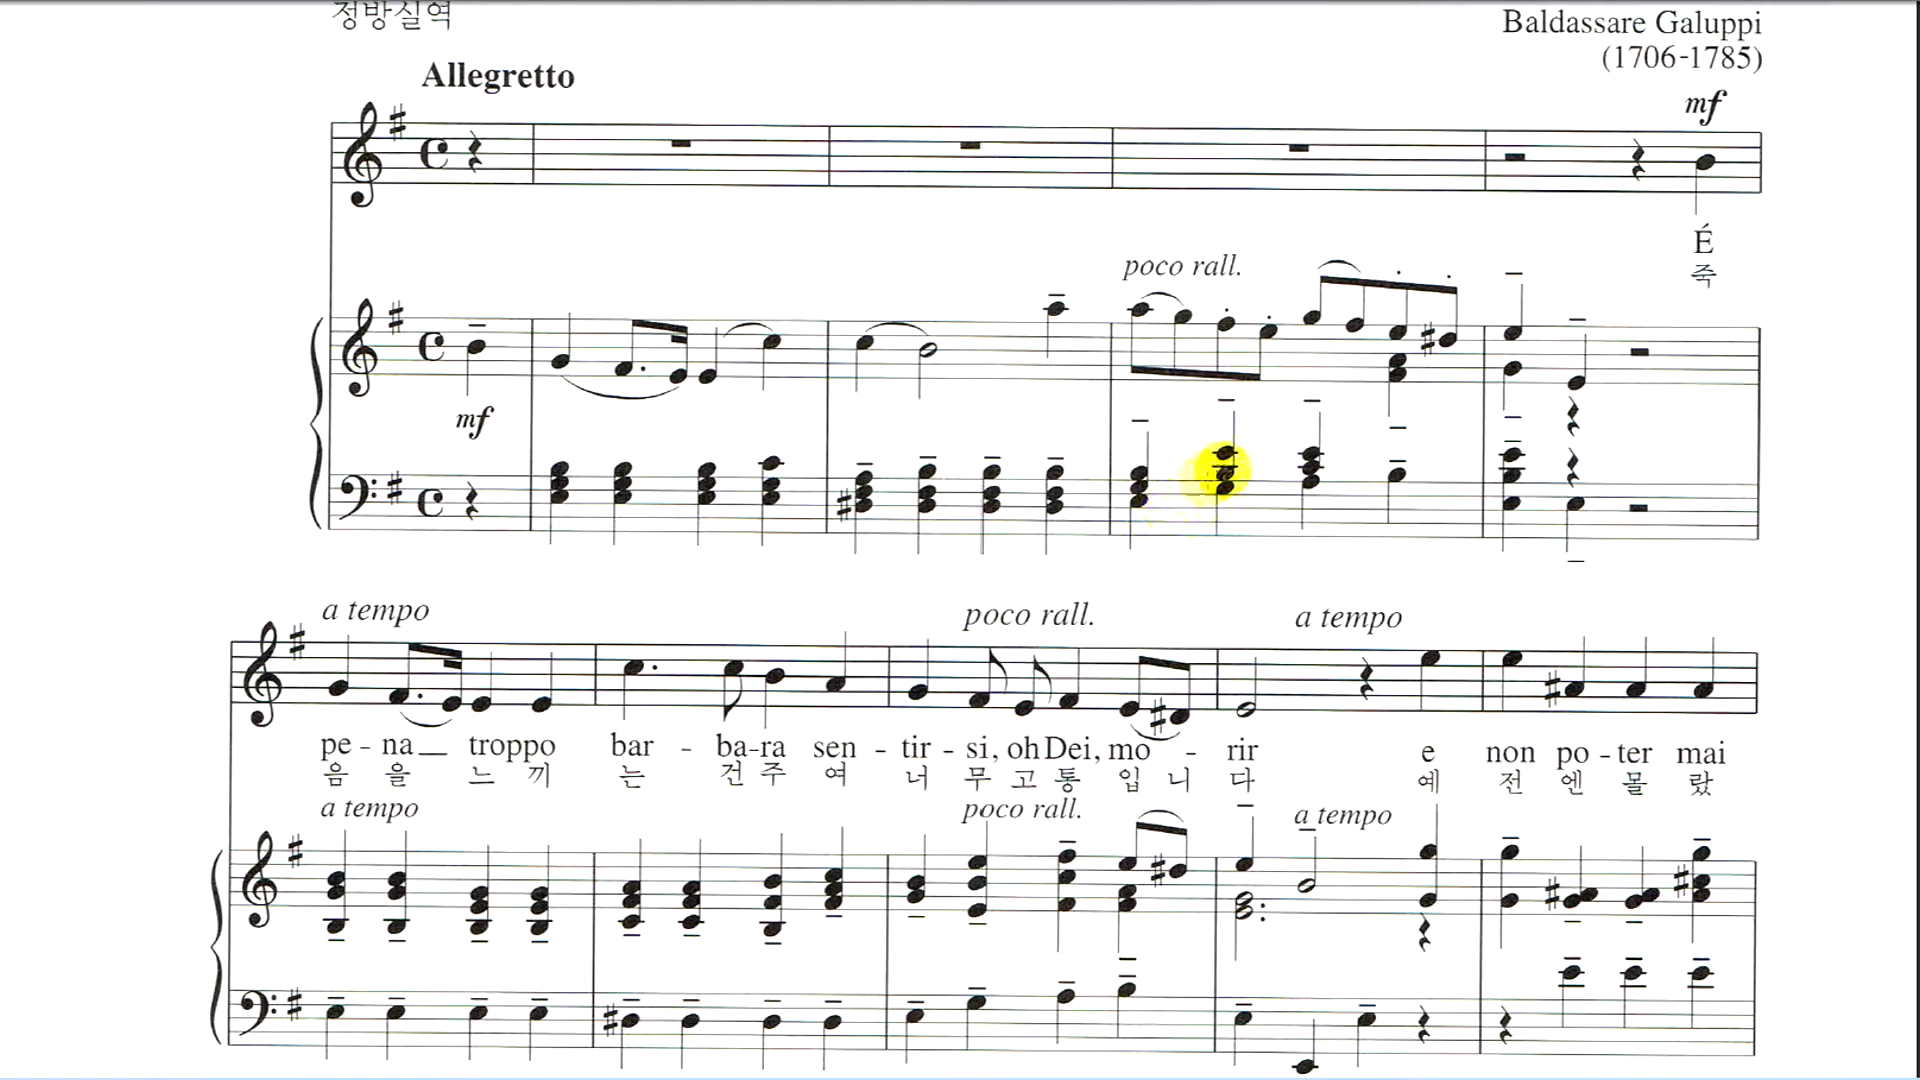 정방실역
Baldassare Galuppi
(1706-1785)
Allegretto
mf
É
죽
poco rall.
mf
a tempo poco rall. a tempo
pe - na troppo bar - ba-ra sen - tir - si, oh Dei, mo - rir e non po - ter mai
음 을 느 끼 는 건 주 여 너 무 고 통 입 니 다 예 전 엔 몰 랐
a tempo poco rall. a tempo